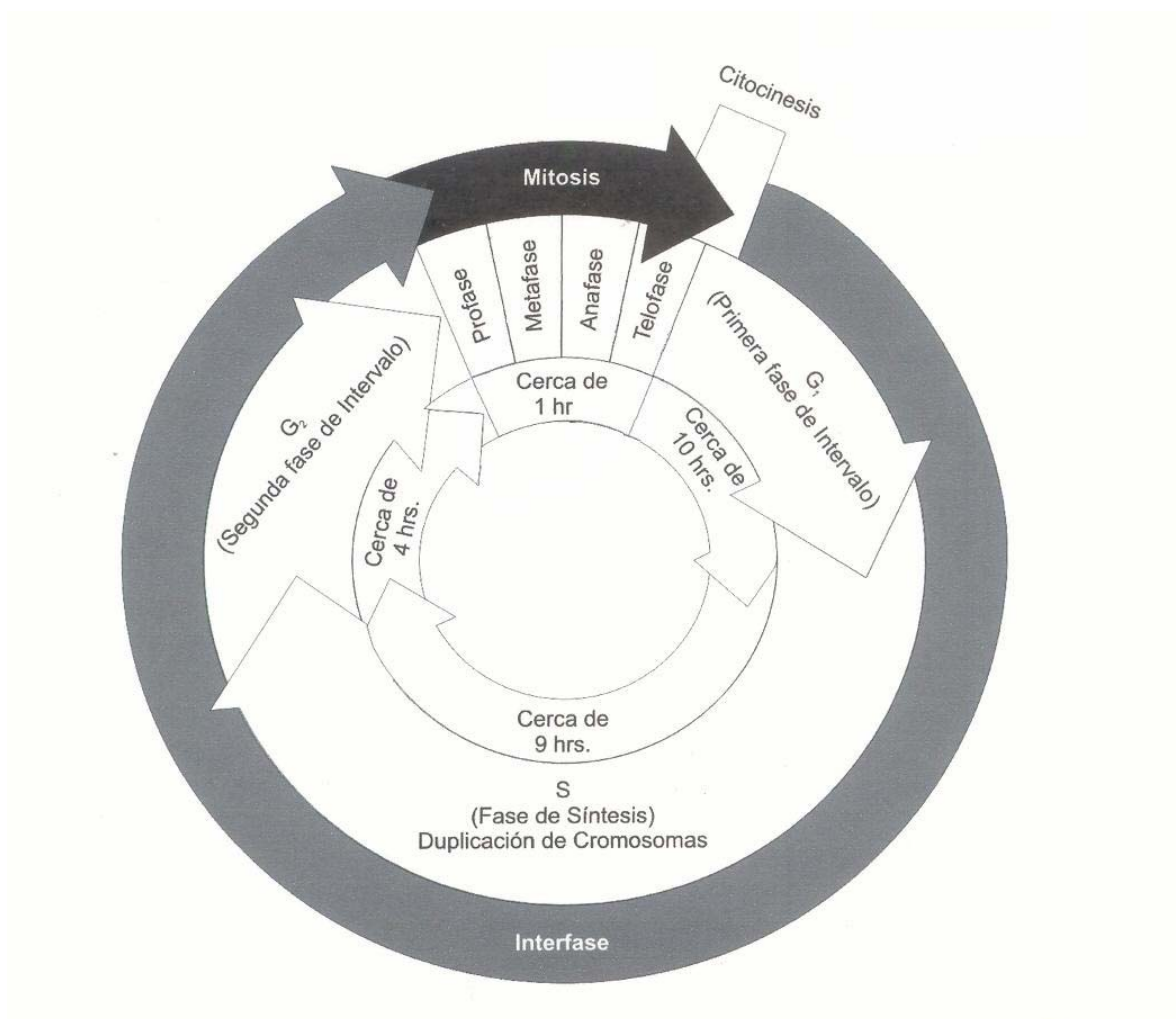 Citocinesis
Mitosis
Profase
Metafase
Anafase
Telofase
Cerca de
1 hr
G₁
(Primera fase de Intervalo)
Cerca de
10 hrs.
G₂
(Segunda fase de Intervalo)
Cerca de
4 hrs.
Cerca de
9 hrs.
S
(Fase de Síntesis)
Duplicación de Cromosomas
Interfase